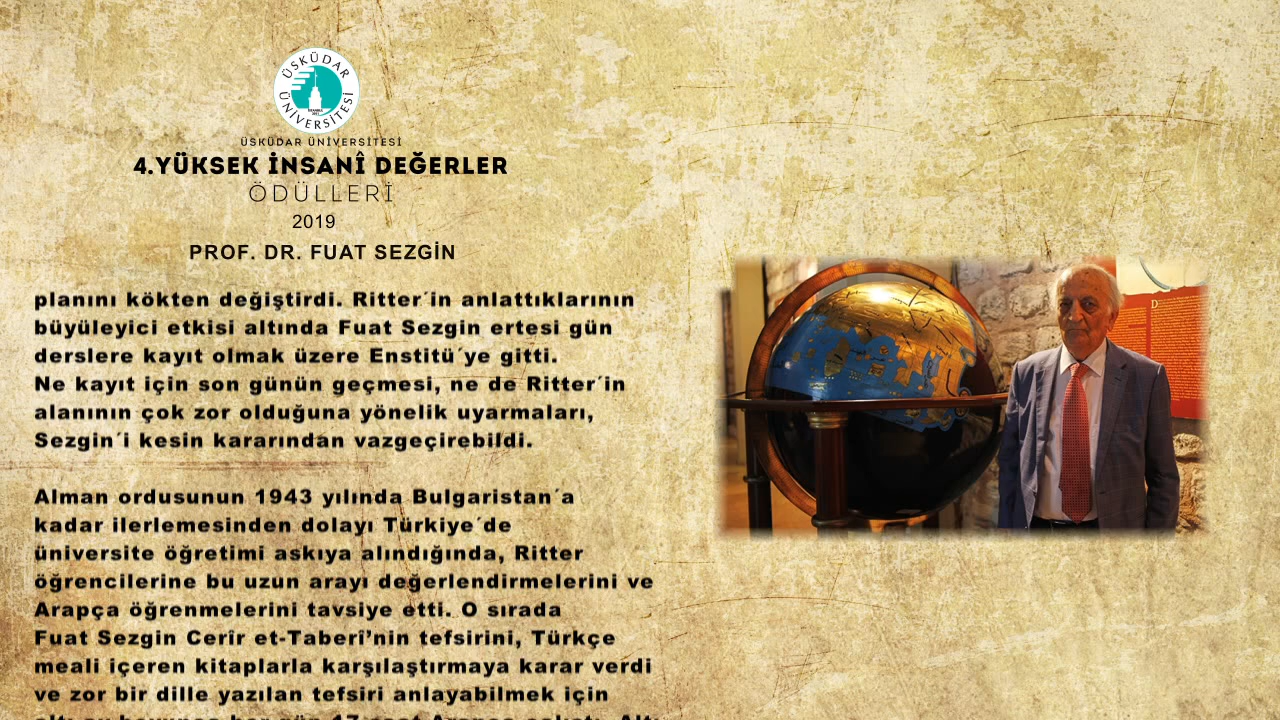 ÜSKÜDAR ÜNİVERSİTESİ
İSTANBUL
2011
ÜSKÜDAR ÜNİVERSİTESİ
4.YÜKSEK İNSANÎ DEĞERLER
ÖDÜLLERİ
2019
PROF. DR. FUAT SEZGİN
planını kökten değiştirdi. Ritter´in anlattıklarının
büyüleyici etkisi altında Fuat Sezgin ertesi gün
derslere kayıt olmak üzere Enstitü´ye gitti.
Ne kayıt için son günün geçmesi, ne de Ritter´in
alanının çok zor olduğuna yönelik uyarmaları,
Sezgin´i kesin kararından vazgeçirebildi.
Alman ordusunun 1943 yılında Bulgaristan´a
kadar ilerlemesinden dolayı Türkiye´de
üniversite öğretimi askıya alındığında, Ritter
öğrencilerine bu uzun arayı değerlendirmelerini ve
Arapça öğrenmelerini tavsiye etti. O sırada
Fuat Sezgin Cerîr et-Taberî’nin tefsirini, Türkçe
meali içeren kitaplarla karşılaştırmaya karar verdi
ve zor bir dille yazılan tefsiri anlayabilmek için